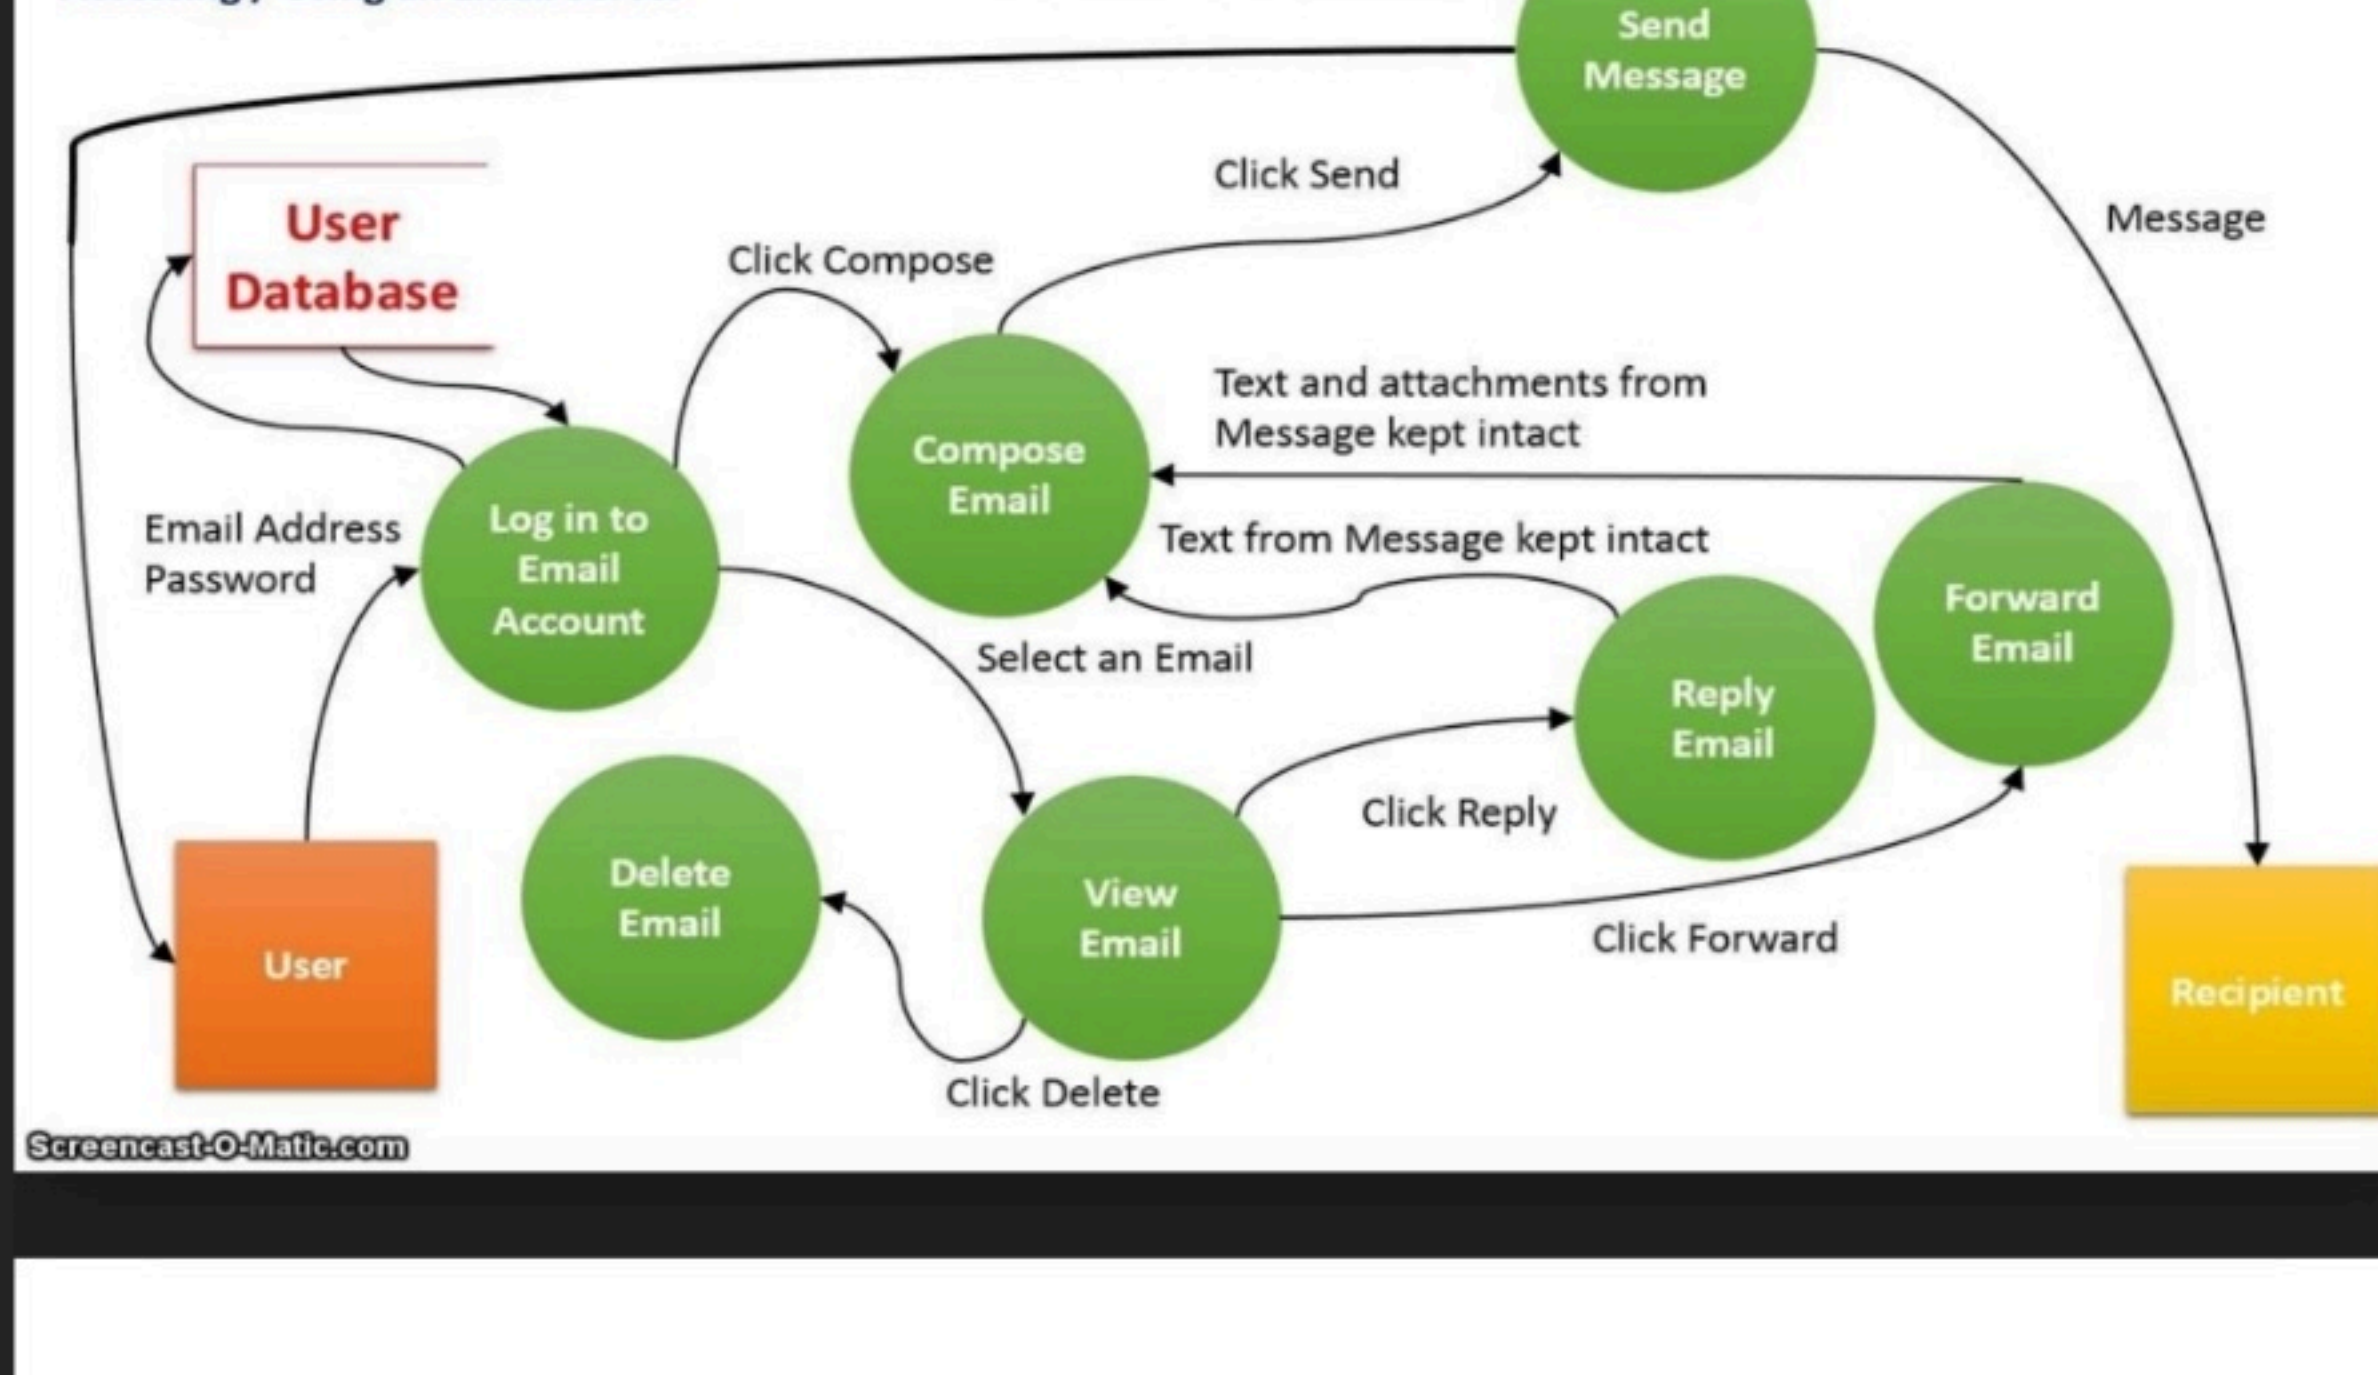 Send
Message
Click Send
Message
User
Database
Click Compose
Text and attachments from
Message kept intact
Compose
Email
Email Address
Password
Log in to
Email
Account
Text from Message kept intact
Forward
Email
Select an Email
Reply
Email
Click Reply
Delete
Email
View
Email
Click Forward
User
Recipient
Click Delete
Screencast-O-Matic.com